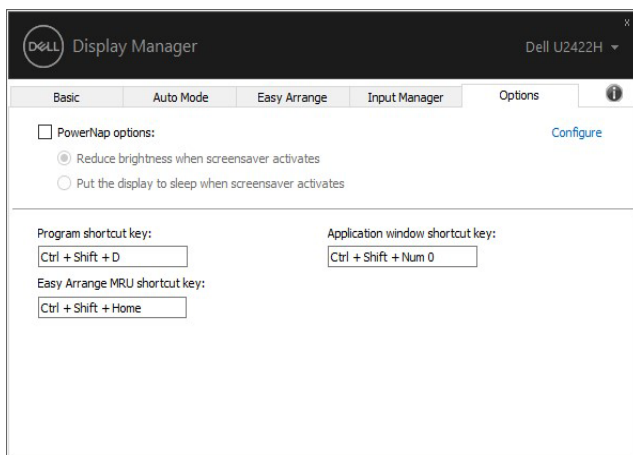 x
DELL Display Manager Dell U2422H
Basic Auto Mode Easy Arrange Input Manager Options i
PowerNap options: Configure
Reduce brightness when screensaver activates
Put the display to sleep when screensaver activates
Program shortcut key: Application window shortcut key:
Ctrl + Shift + D Ctrl + Shift + Num 0
Easy Arrange MRU shortcut key:
Ctrl + Shift + Home